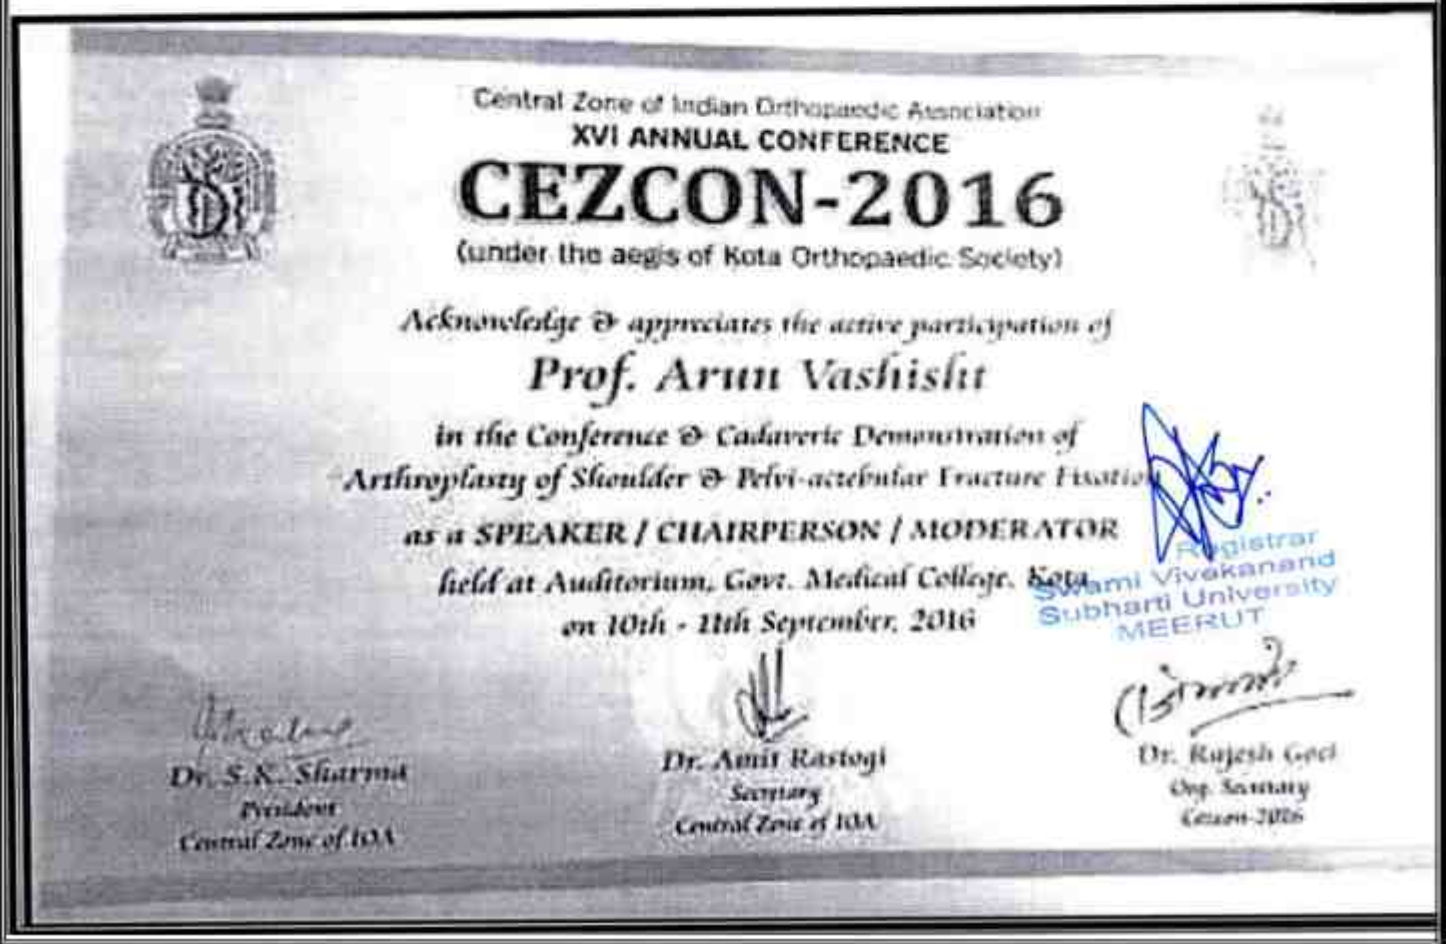 Central Zone of Indian Orthopaedic Association
XVI ANNUAL CONFERENCE
CEZCON-2016
(under the aegis of Kota Orthopaedic Society)
Acknowledge & appreciates the active participation of
Prof. Arun Vashisht
in the Conference & Cadaveric Demonstration of
"Arthroplasty of Shoulder & Pelvi-actebular Fracture Fixation
as a SPEAKER / CHAIRPERSON / MODERATOR
held at Auditorium, Govt. Medical College, Kota
on 10th - 11th September, 2016
Registrar
Swami Vivekanand
Subharti University
MEERUT
Dr. S.K. Sharma
President
Central Zone of IOA
Dr. Amit Rastogi
Secretary
Central Zone of IOA
Dr. Rajesh Goel
Org. Secretary
Cezcon-2016